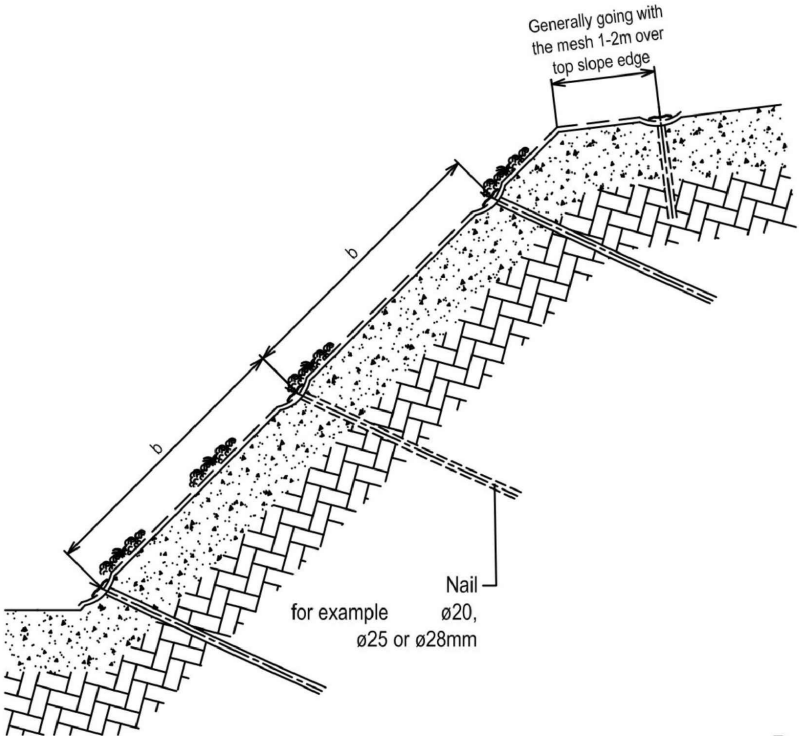 Generally going with
the mesh 1-2m over
top slope edge
b
b
Nail
for example ø20,
ø25 or ø28mm